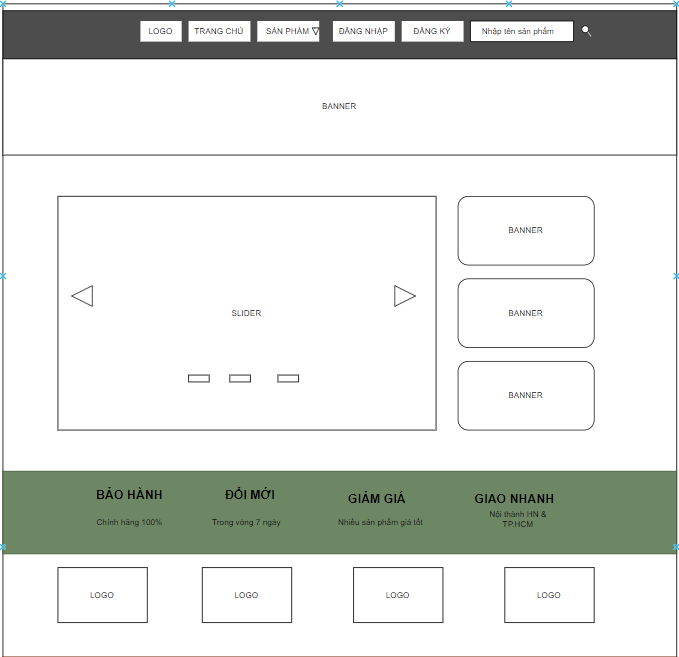 LOGO
TRANG CHỦ
SẢN PHẨM
ĐĂNG NHẬP
ĐĂNG KÝ
Nhập tên sản phẩm
BANNER
SLIDER
BANNER
BANNER
BANNER
BẢO HÀNH
Chính hãng 100%
ĐỔI MỚI
Trong vòng 7 ngày
GIẢM GIÁ
Nhiều sản phẩm giá tốt
GIAO NHANH
Nội thành HN &
TP.HCM
LOGO
LOGO
LOGO
LOGO